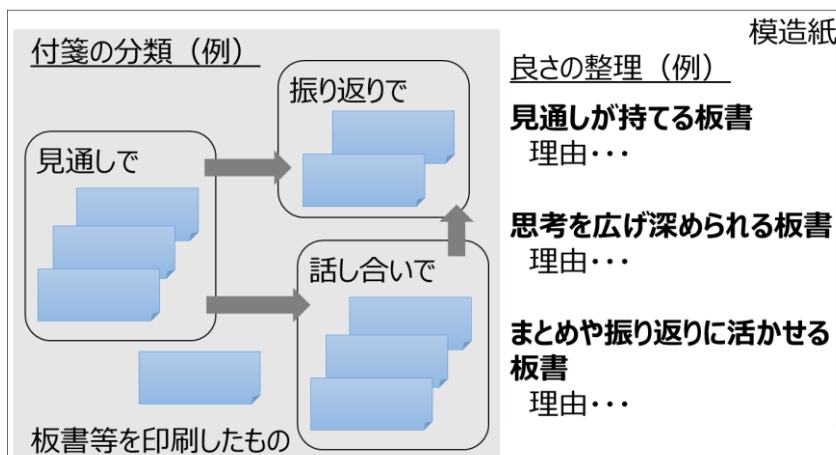 模造紙
付箋の分類（例）
振り返りで
見通しで
話し合いで
板書等を印刷したもの
良さの整理（例）
見通しが持てる板書
理由・・・
思考を広げ深められる板書
理由・・・
まとめや振り返りに活かせる
板書
理由・・・